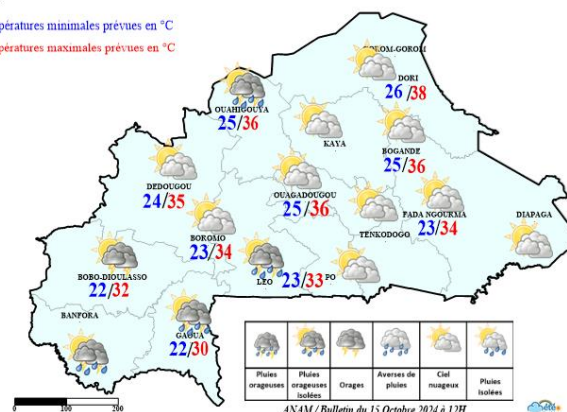 pératures minimales prévues en °C
pératures maximales prévues en °C
GOROM-GOROM
DORI
26/38
OUAHIGOUYA
25/36
KAYA
BOGANDE
25/36
DEDOUGOU
24/35
OUAGADOUGOU
25/36
FADA NGOURMA
23/34
DIAPAGA
TENKODOGO
BOROMO
23/34
BOBO-DIOULASSO
22/32
LEO
23/33 PO
BANFORA
GAOUA
22/30
Pluies orageuses
Pluies orageuses isolées
Orages
Averses de pluies
Ciel nuageux
Pluies isolées
0 100 200
ANAM / Bulletin du 15 Octobre 2024 à 12H